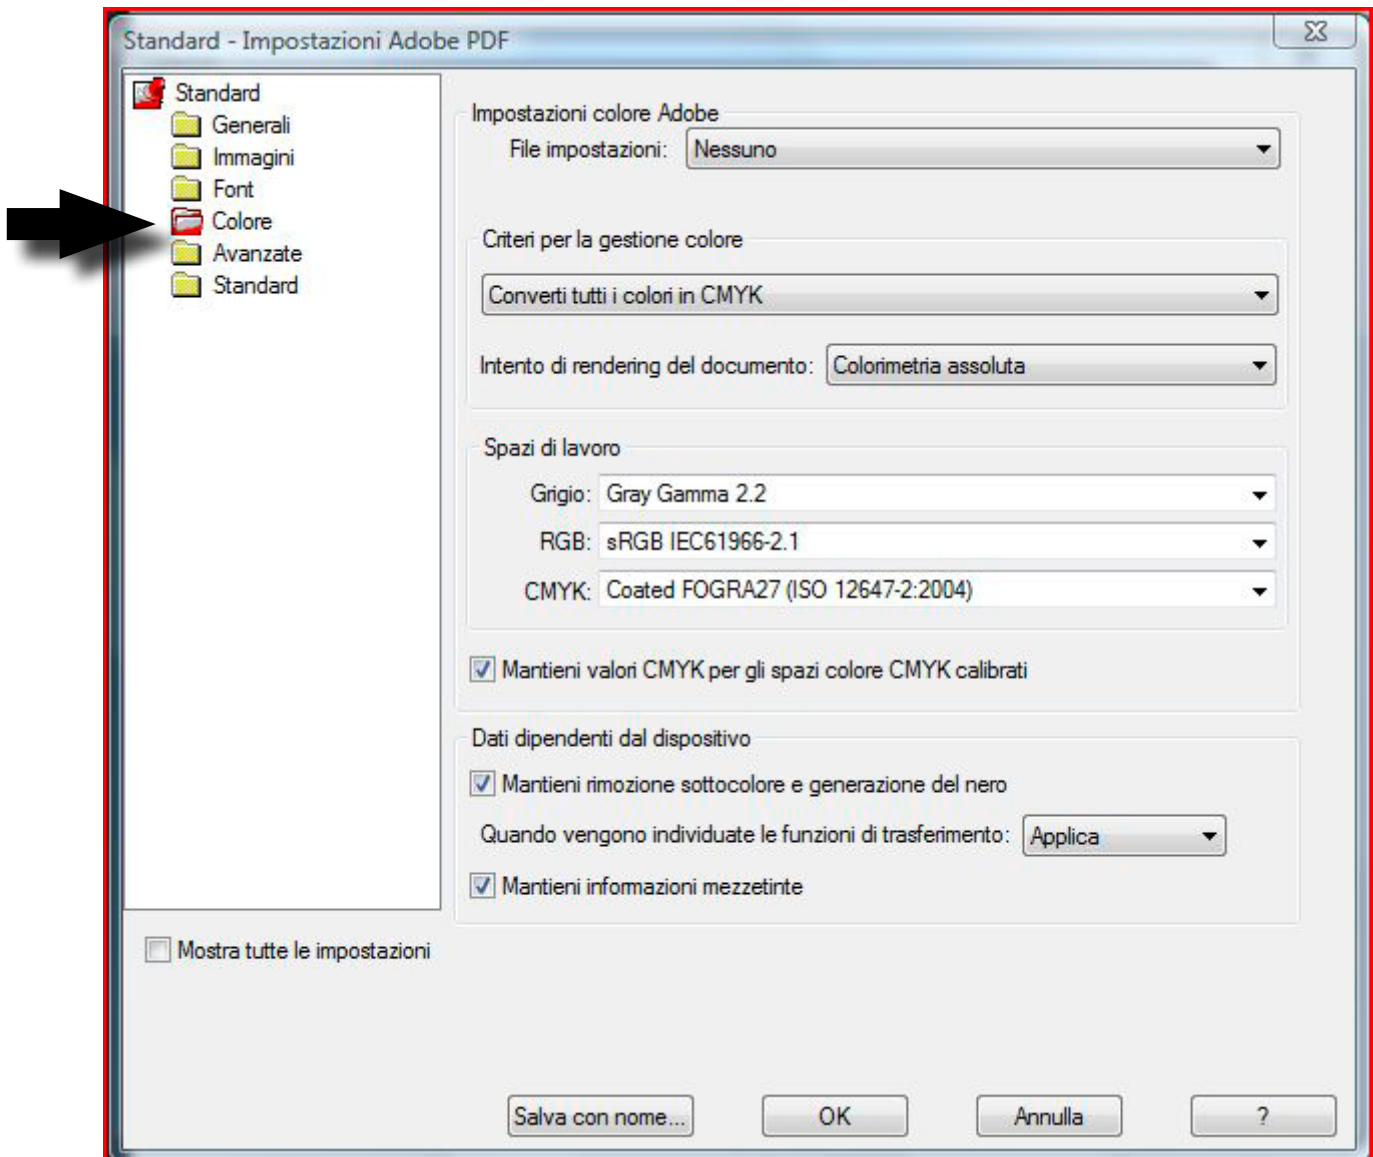 Standard - Impostazioni Adobe PDF
Standard
Generali
Immagini
Font
Colore
Avanzate
Standard
Mostra tutte le impostazioni
Impostazioni colore Adobe
File impostazioni: Nessuno
Criteri per la gestione colore
Converti tutti i colori in CMYK
Intento di rendering del documento: Colorimetria assoluta
Spazi di lavoro
Grigio: Gray Gamma 2.2
RGB: sRGB IEC61966-2.1
CMYK: Coated FOGRA27 (ISO 12647-2:2004)
Mantieni valori CMYK per gli spazi colore CMYK calibrati
Dati dipendenti dal dispositivo
Mantieni rimozione sottocolore e generazione del nero
Quando vengono individuate le funzioni di trasferimento: Applica
Mantieni informazioni mezzetinte
Salva con nome... OK Annulla ?